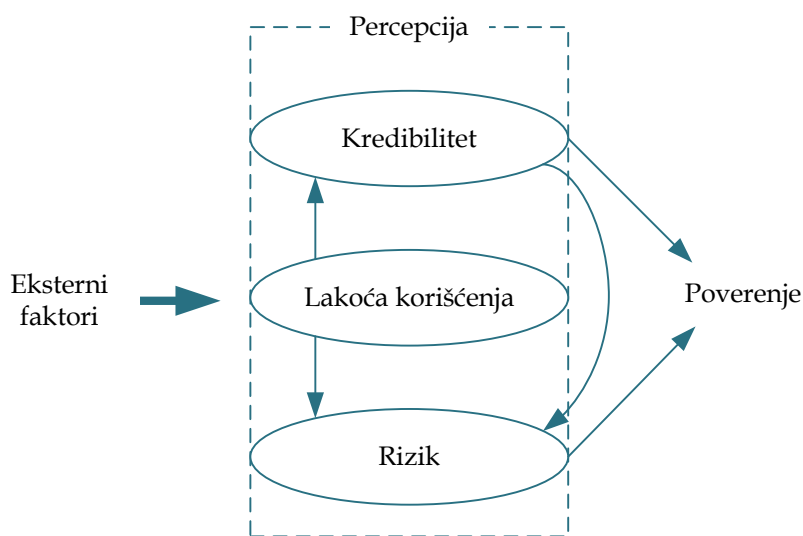 Percepcija
Kredibilitet
Eksterni
faktori
Lakoća korišćenja
Poverenje
Rizik